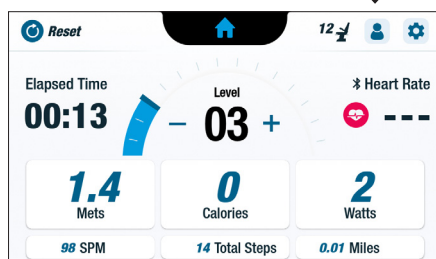 Reset
12
Elapsed Time
00:13
Level
− 03 +
Heart Rate
---
1.4
Mets
0
Calories
2
Watts
98 SPM
14 Total Steps
0.01 Miles